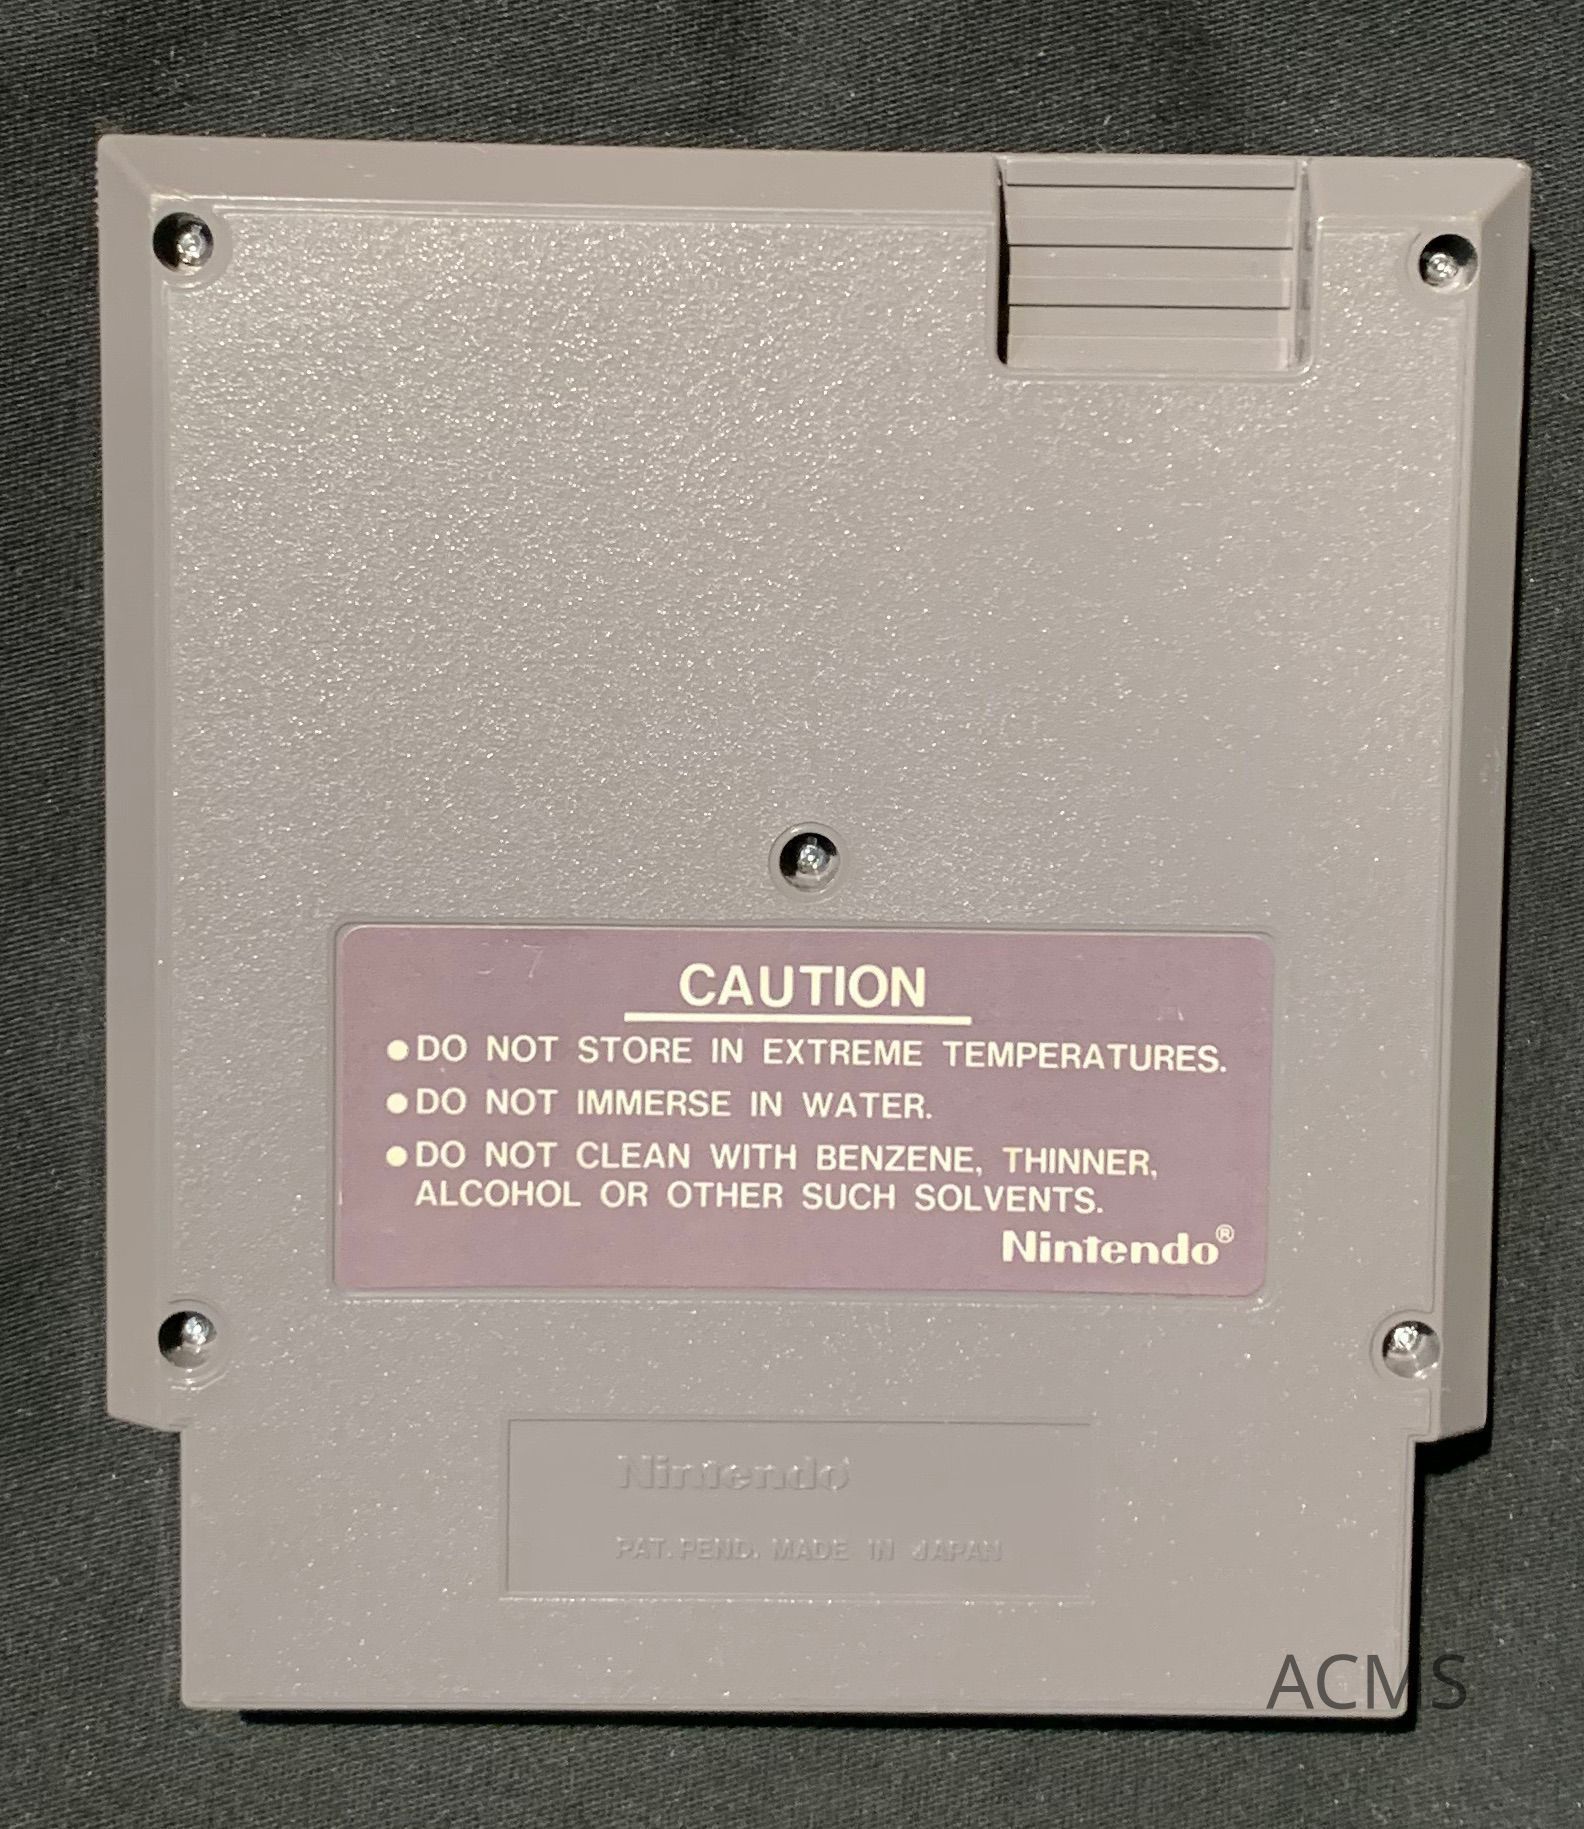 CAUTION
●DO NOT STORE IN EXTREME TEMPERATURES.
●DO NOT IMMERSE IN WATER.
●DO NOT CLEAN WITH BENZENE, THINNER,
ALCOHOL OR OTHER SUCH SOLVENTS.
Nintendo®
Nintendo
PAT. PEND. MADE IN JAPAN
ACMS